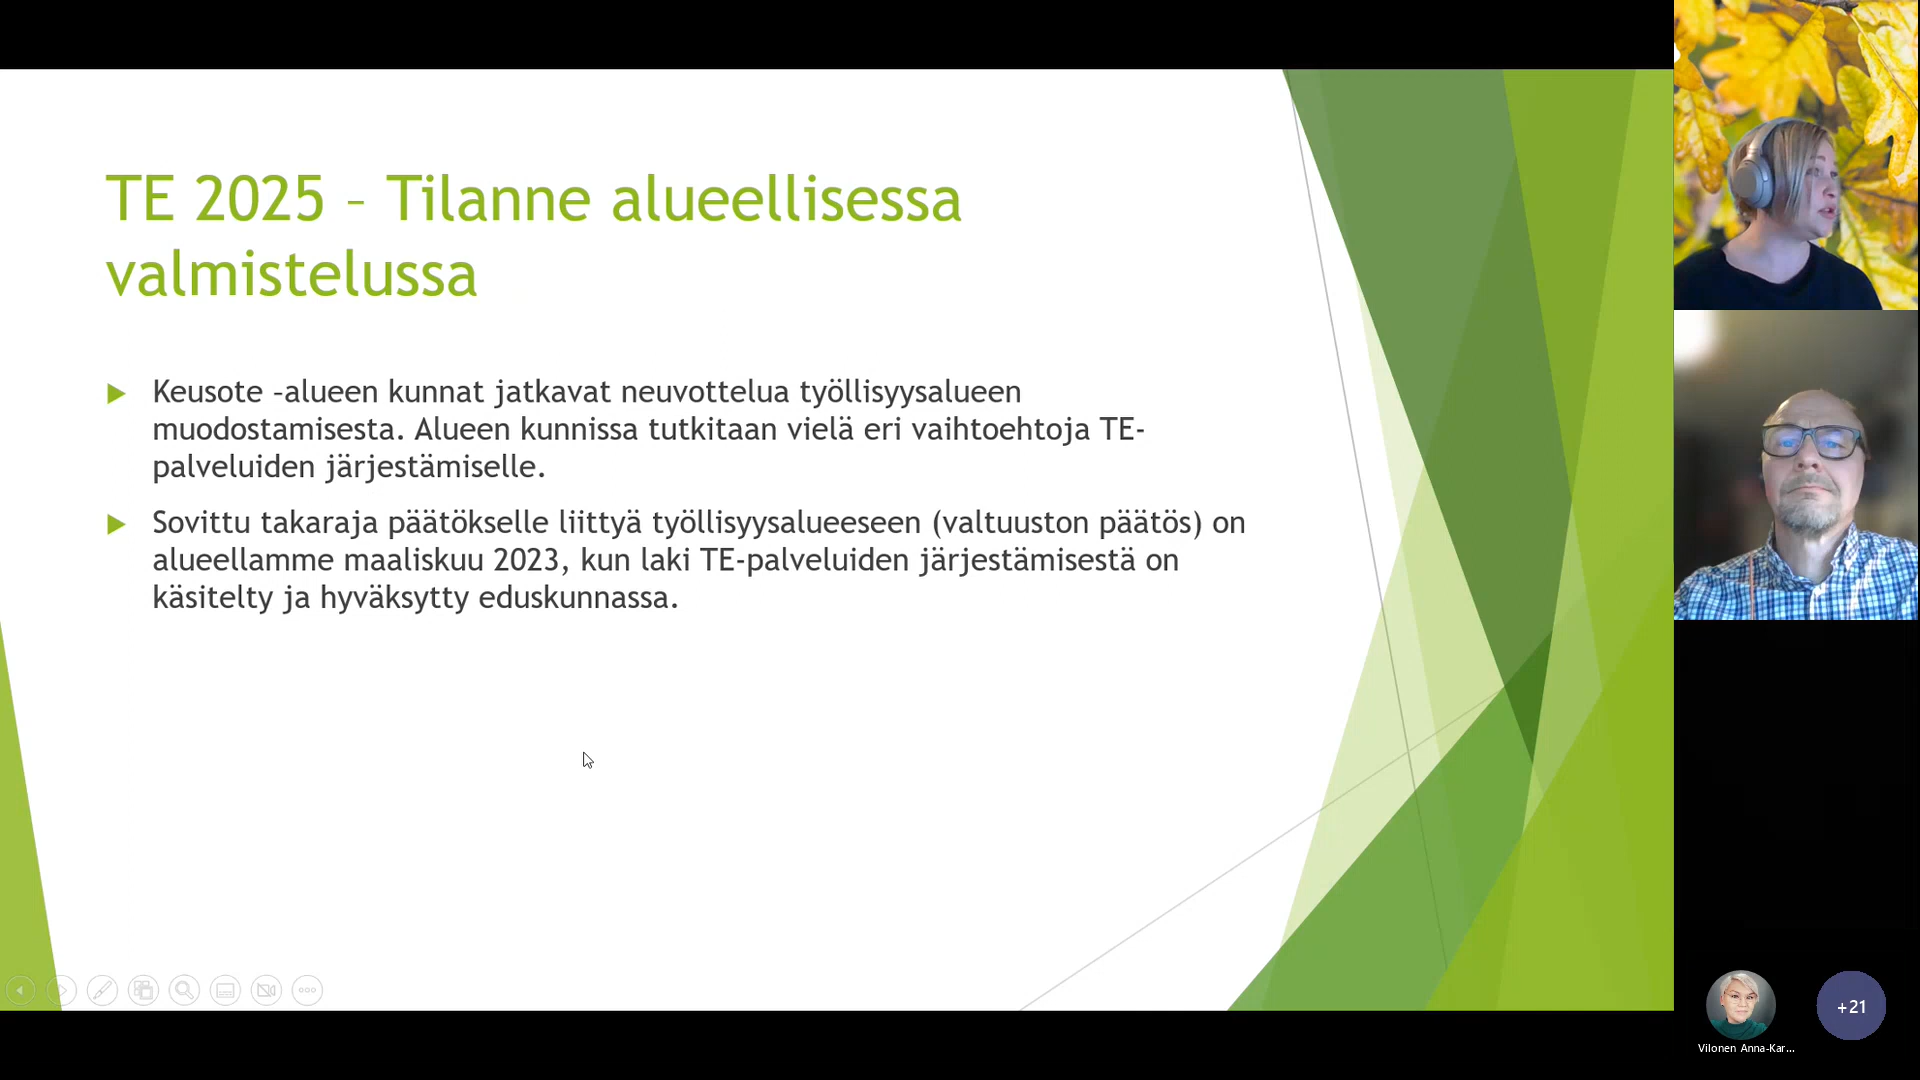 TE 2025 – Tilanne alueellisessa
valmistelussa
Keusote –alueen kunnat jatkavat neuvottelua työllisyysalueen
muodostamisesta. Alueen kunnissa tutkitaan vielä eri vaihtoehtoja TE-
palveluiden järjestämiselle.
Sovittu takaraja päätökselle liittyä työllisyysalueeseen (valtuuston päätös) on
alueellamme maaliskuu 2023, kun laki TE-palveluiden järjestämisestä on
käsitelty ja hyväksytty eduskunnassa.
+21
Vilonen Anna-Kar...